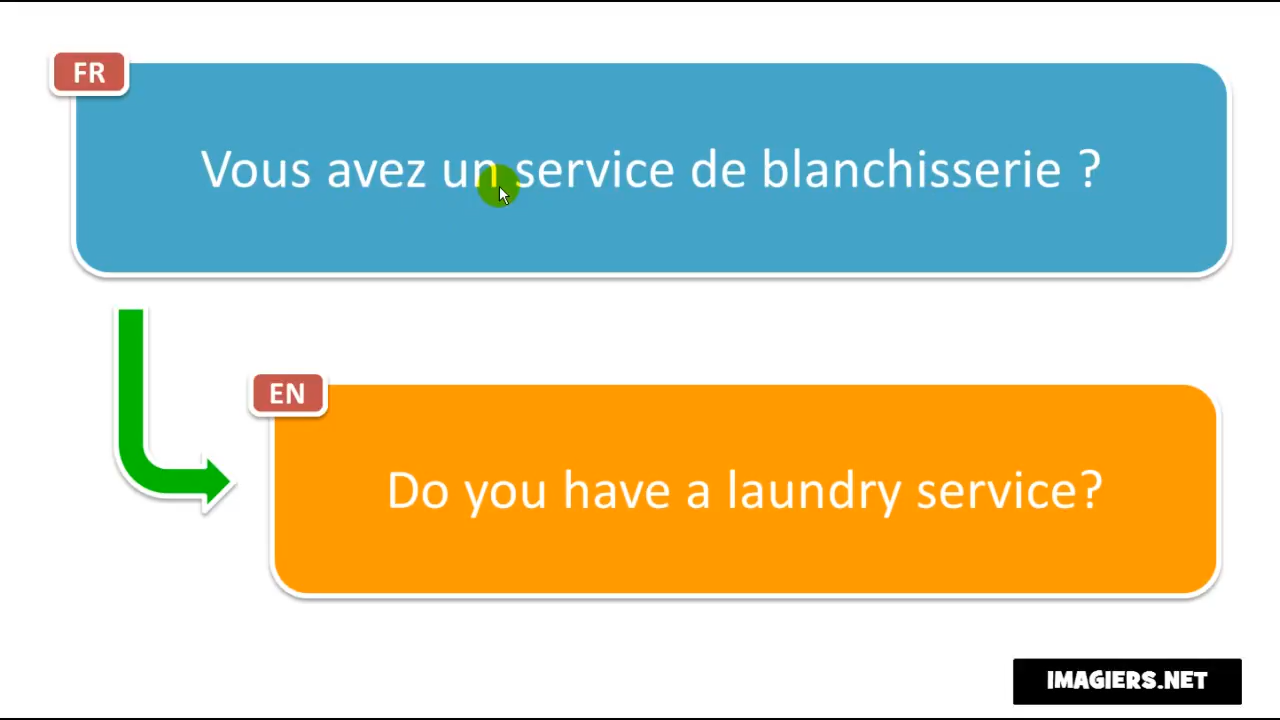 FR
Vous avez un service de blanchisserie ?
EN
Do you have a laundry service?
IMAGIERS.NET